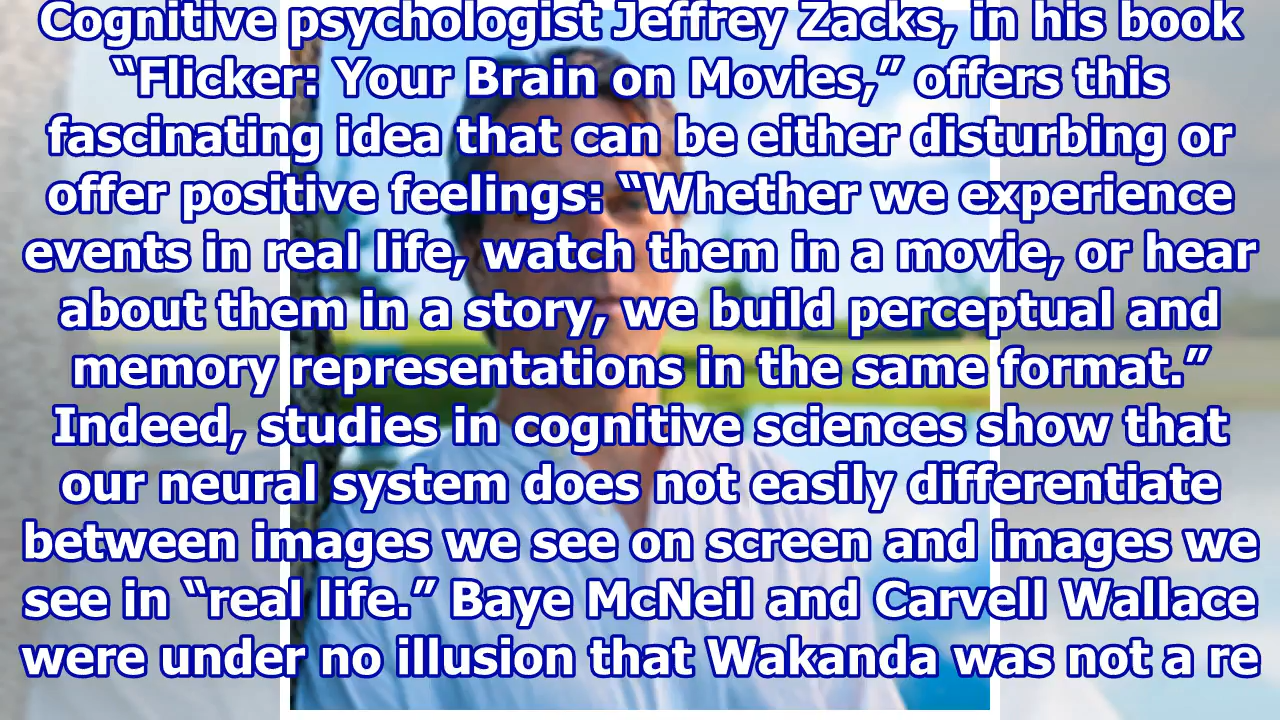 Cognitive psychologist Jeffrey Zacks, in his book
“Flicker: Your Brain on Movies,” offers this
fascinating idea that can be either disturbing or
offer positive feelings: “Whether we experience
events in real life, watch them in a movie, or hear
about them in a story, we build perceptual and
memory representations in the same format.”
Indeed, studies in cognitive sciences show that
our neural system does not easily differentiate
between images we see on screen and images we
see in “real life.” Baye McNeil and Carvell Wallace
were under no illusion that Wakanda was not a re